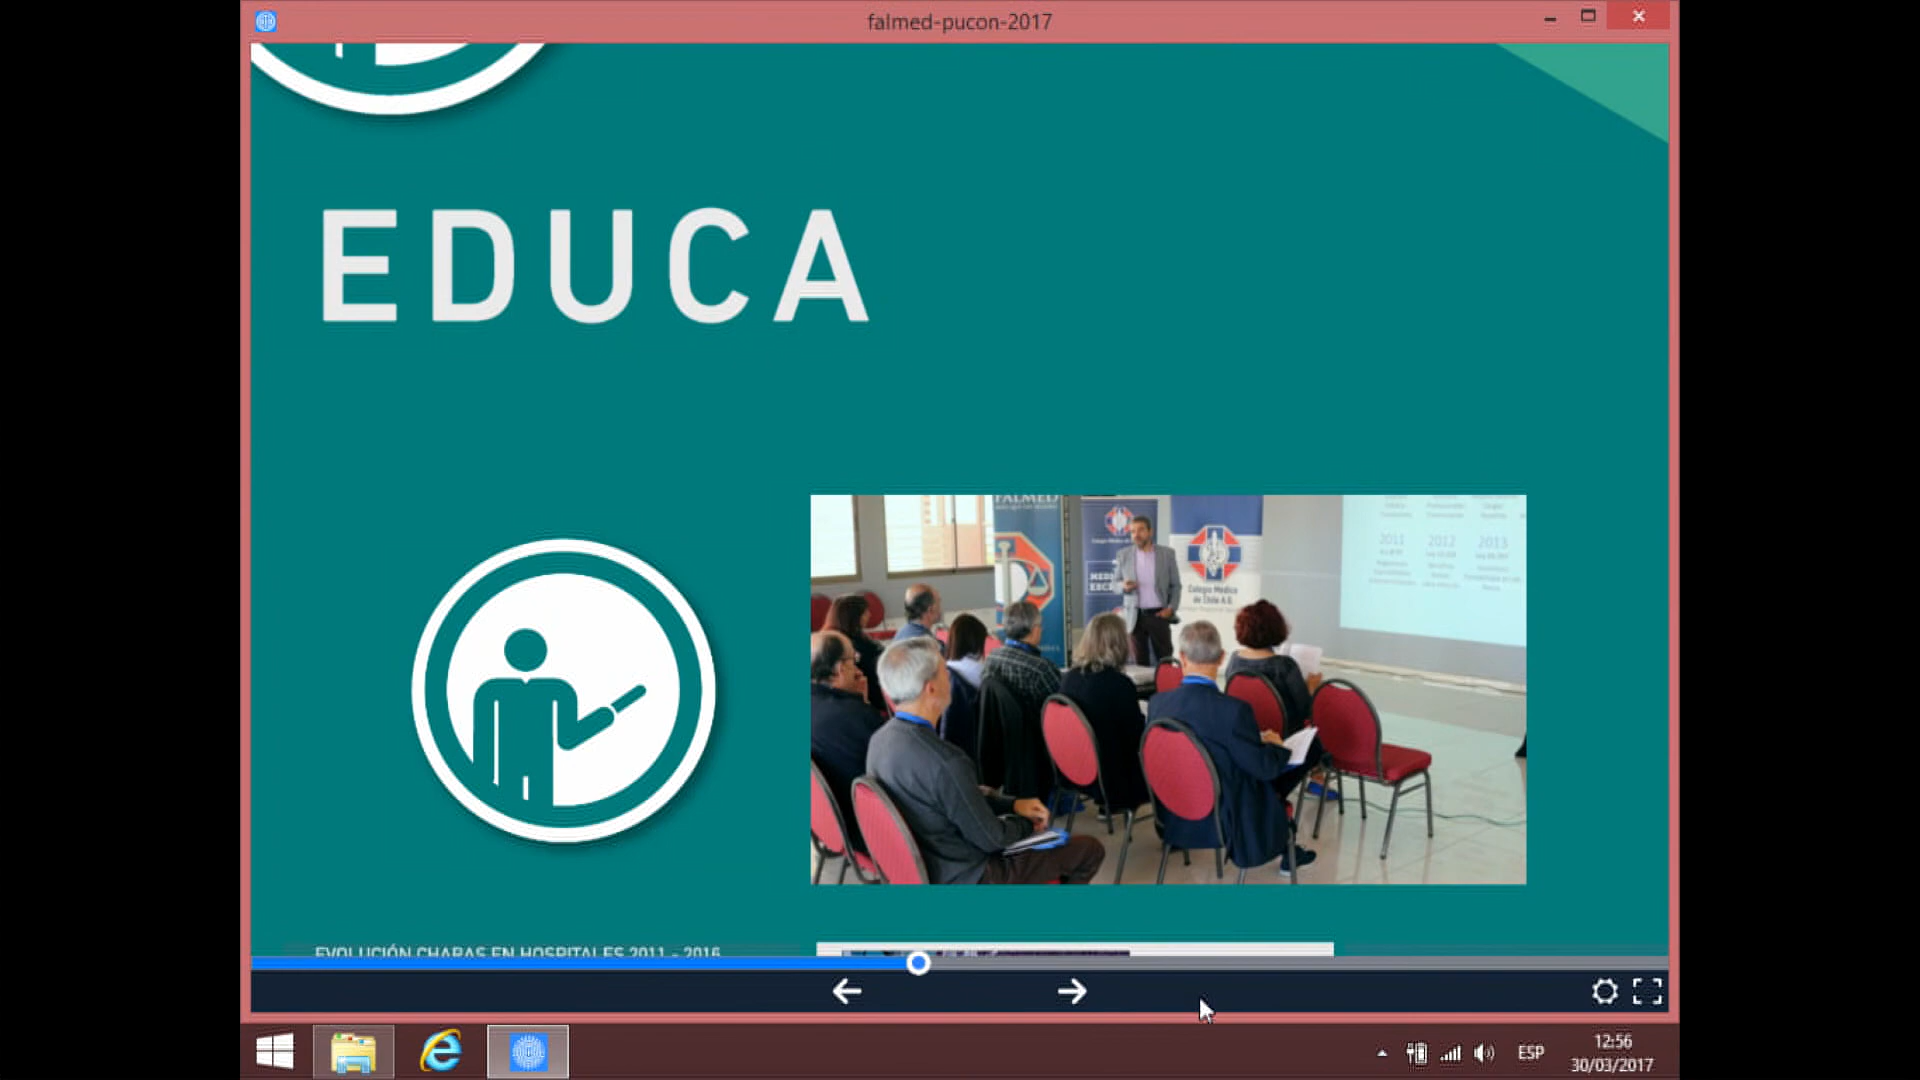 falmed-pucon-2017
EDUCA
FALMED
Colegio Médico
de Chile A.G.
2011 2012 2013
EVOLUCIÓN CHARAS EN HOSPITALES 2011 - 2016
ESP
12:56
30/03/2017